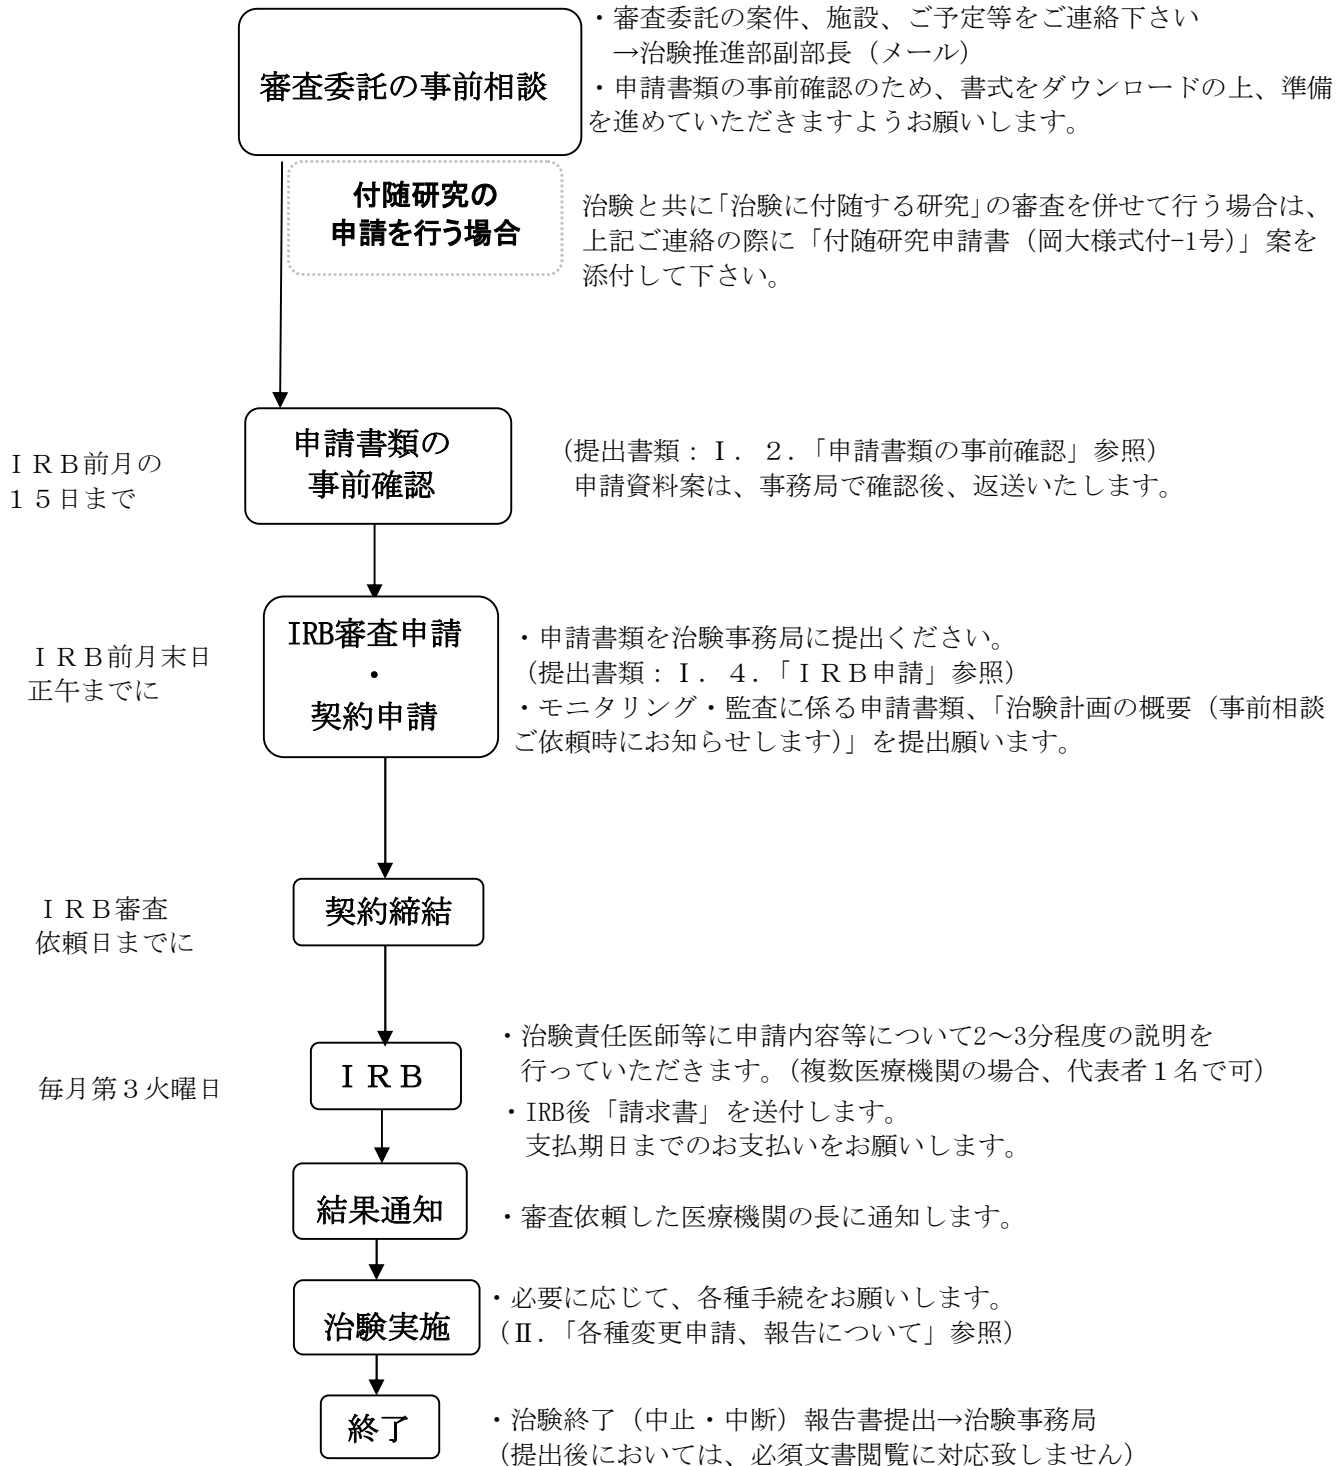 審査委託の事前相談
・審査委託の案件、施設、ご予定等をご連絡下さい
→治験推進部副部長（メール）
・申請書類の事前確認のため、書式をダウンロードの上、準備
を進めていただきますようお願いします。
付随研究の
申請を行う場合
治験と共に「治験に付随する研究」の審査を併せて行う場合は、
上記ご連絡の際に「付随研究申請書（岡大様式付-1号）」案を
添付して下さい。
ＩＲＢ前月の
１５日まで
申請書類の
事前確認
（提出書類：Ⅰ．２．「申請書類の事前確認」参照）
申請資料案は、事務局で確認後、返送いたします。
ＩＲＢ前月末日
正午までに
IRB審査申請
・
契約申請
・申請書類を治験事務局に提出ください。
（提出書類：Ⅰ．４．「ＩＲＢ申請」参照）
・モニタリング・監査に係る申請書類、「治験計画の概要（事前相談
ご依頼時にお知らせします）」を提出願います。
ＩＲＢ審査
依頼日までに
契約締結
毎月第３火曜日
ＩＲＢ
・治験責任医師等に申請内容等について2～3分程度の説明を
行っていただきます。（複数医療機関の場合、代表者１名で可）
・IRB後「請求書」を送付します。
支払期日までのお支払いをお願いします。
結果通知
・審査依頼した医療機関の長に通知します。
治験実施
・必要に応じて、各種手続をお願いします。
（Ⅱ．「各種変更申請、報告について」参照）
終了
・治験終了（中止・中断）報告書提出→治験事務局
（提出後においては、必須文書閲覧に対応致しません）